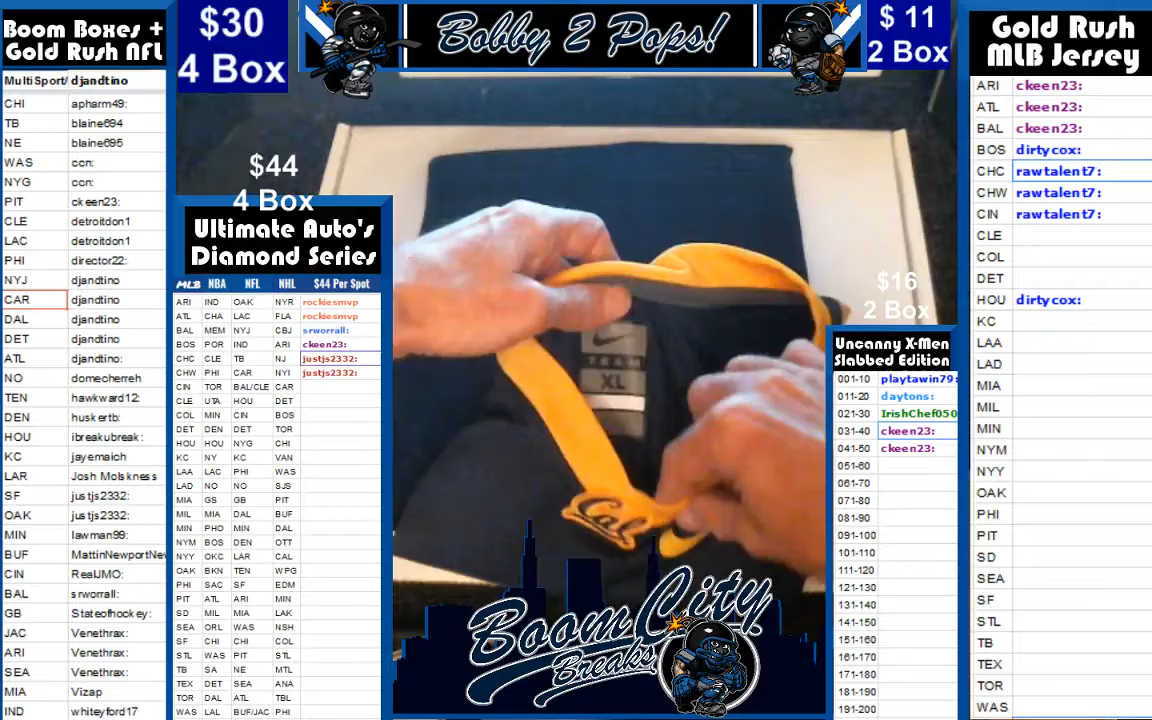 Boom Boxes +
Gold Rush NFL
MultiSport/ djandtino
CHI apharm49:
TB blaine694
NE blaine695
WAS ccn:
NYG ccn:
PIT ckeen23:
CLE detroitdon1
LAC detroitdon1
PHI director22:
NYJ djandtino
CAR djandtino
DAL djandtino
DET djandtino
ATL djandtino:
NO domecherreh
TEN hawkward12:
DEN huskertb:
HOU ibreakubreak:
KC jayemaich
LAR Josh Molskness
SF justjs2332:
OAK justjs2332:
MIN lawman99:
BUF MattinNewportNew
CIN RealJMO:
BAL srworrall:
GB Stateofhockey:
JAC Venethrax:
ARI Venethrax:
SEA Venethrax:
MIA Vizap
IND whiteyford17
$30
4 Box
Bobby 2 Pops!
$ 11
2 Box
$44
4 Box
Ultimate Auto's
Diamond Series
MLB NBA NFL NHL $44 Per Spot
ARI IND OAK NYR rockiesmvp
ATL CHA LAC FLA rockiesmvp
BAL MEM NYJ CBJ srworrall:
BOS POR IND ARI ckeen23:
CHC CLE TB NJ justjs2332:
CHW PHI CAR NYI justjs2332:
CIN TOR BAL/CLE CAR
CLE UTA HOU DET
COL MIN CIN BOS
DET DEN DET TOR
HOU HOU NYG CHI
KC NY KC VAN
LAA LAC PHI WAS
LAD NO NO SJS
MIA GS GB PIT
MIL MIA DAL BUF
MIN PHO MIN DAL
NYM BOS DEN OTT
NYY OKC LAR CAL
OAK BKN TEN WPG
PHI SAC SF EDM
PIT ATL ARI MIN
SD MIL MIA LAK
SEA ORL WAS NSH
SF CHI CHI COL
STL WAS PIT STL
TB SA NE MTL
TEX DET SEA ANA
TOR DAL ATL TBL
WAS LAL BUF/JAC PHI
NIKE
TEAM
XL
Cal
Boom City
Breaks
$16
2 Box
Uncanny X-Men
Slabbed Edition
001-10 playtawin79:
011-20 daytons:
021-30 IrishChef050
031-40 ckeen23:
041-50 ckeen23:
051-60
061-70
071-80
081-90
091-100
101-110
111-120
121-130
131-140
141-150
151-160
161-170
171-180
181-190
191-200
Gold Rush
MLB Jersey
ARI ckeen23:
ATL ckeen23:
BAL ckeen23:
BOS dirtycox:
CHC rawtalent7:
CHW rawtalent7:
CIN rawtalent7:
CLE
COL
DET
HOU dirtycox:
KC
LAA
LAD
MIA
MIL
MIN
NYM
NYY
OAK
PHI
PIT
SD
SEA
SF
STL
TB
TEX
TOR
WAS